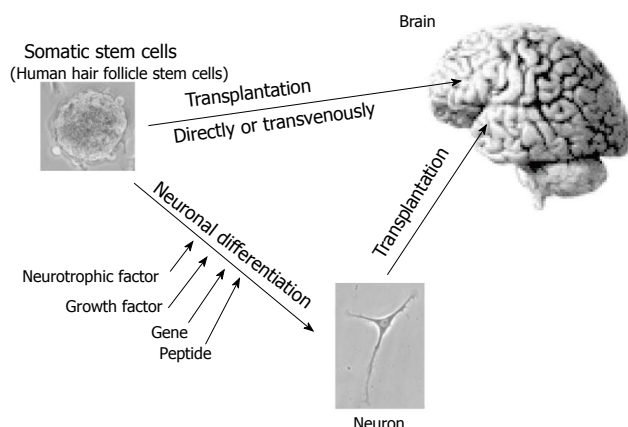 Brain
Somatic stem cells
(Human hair follicle stem cells)
Transplantation
Directly or transvenously
Neuronal differentiation
Transplantation
Neurotrophic factor
Growth factor
Gene
Peptide
Neuron